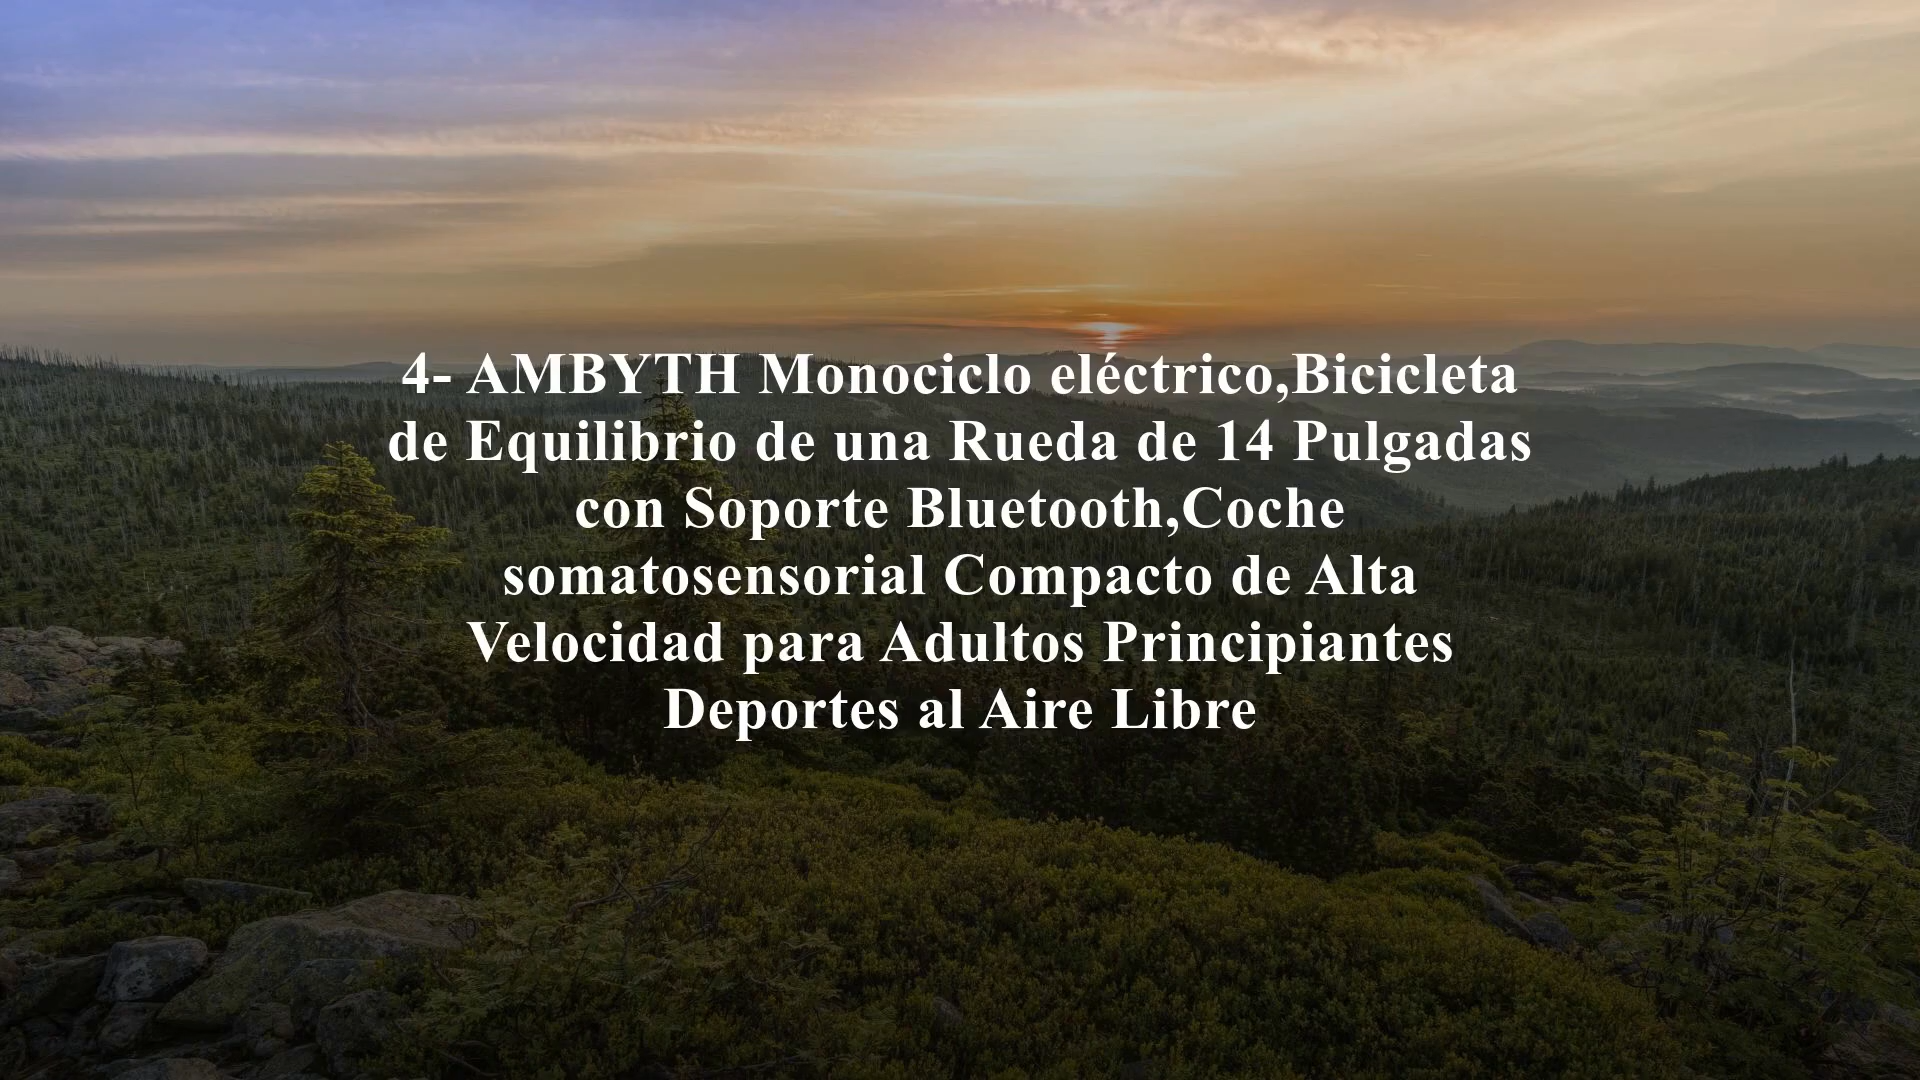 4- AMBYTH Monociclo eléctrico,Bicicleta
de Equilibrio de una Rueda de 14 Pulgadas
con Soporte Bluetooth,Coche
somatosensorial Compacto de Alta
Velocidad para Adultos Principiantes
Deportes al Aire Libre